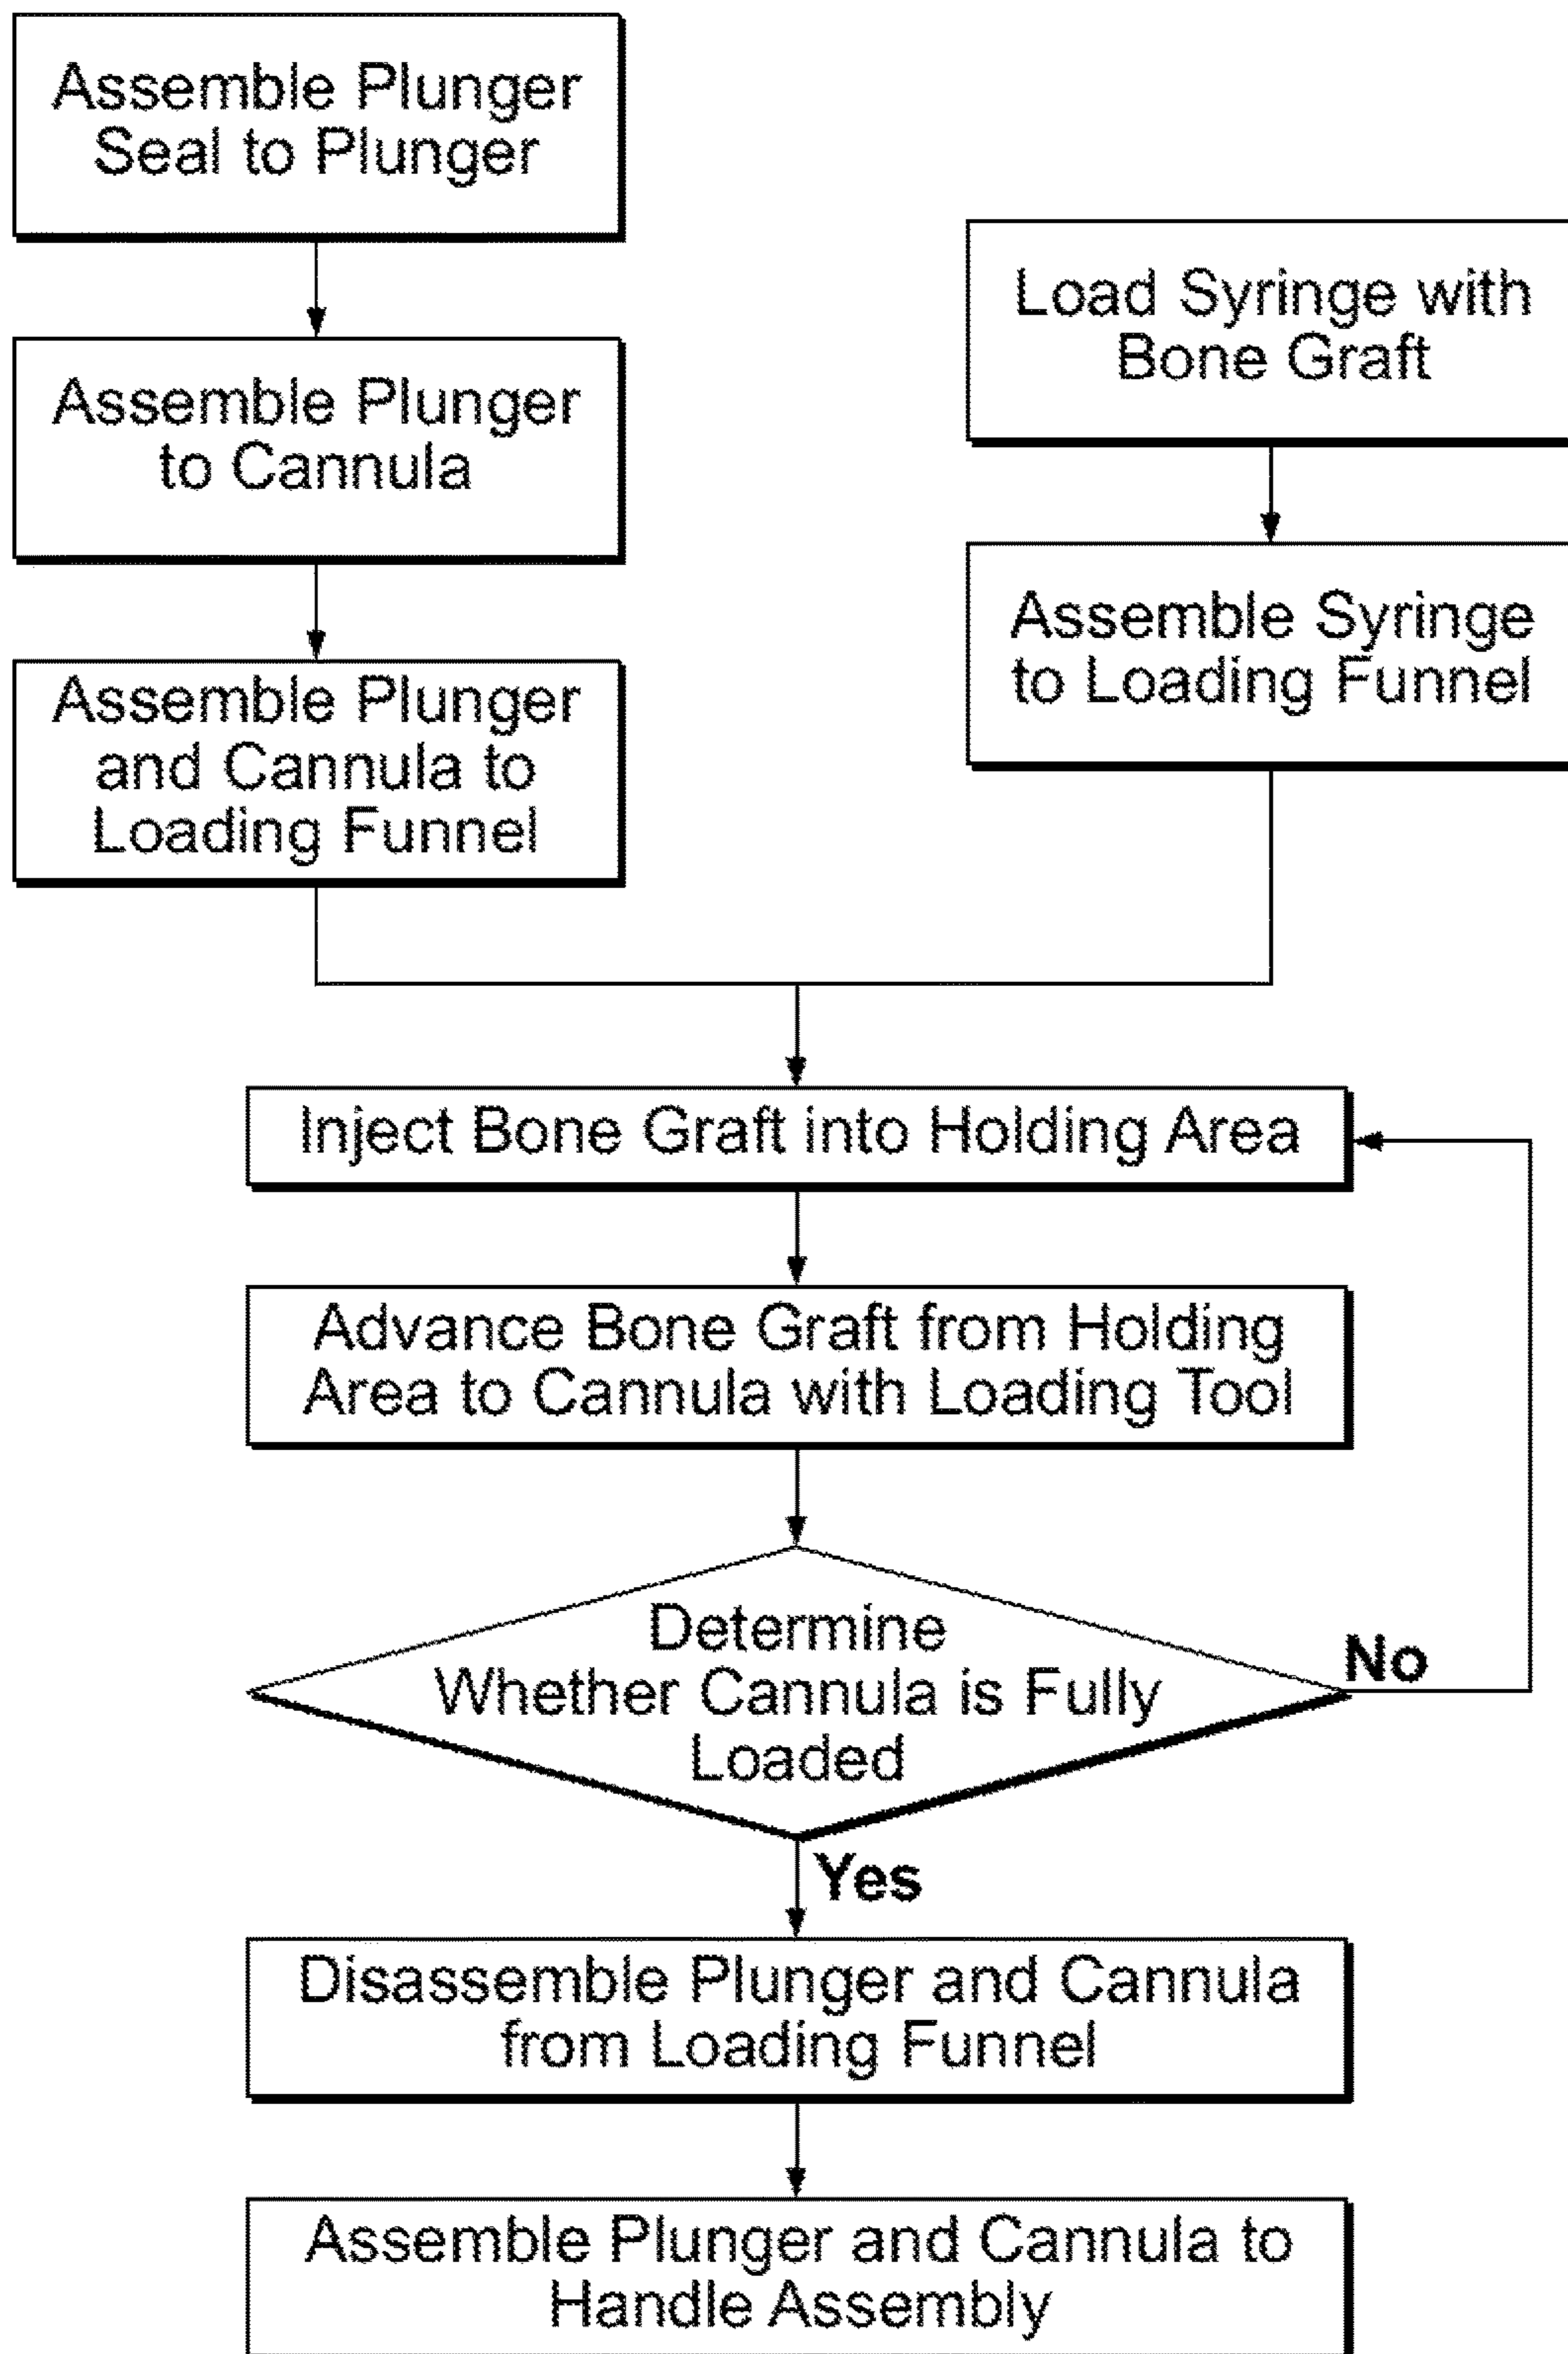 Assemble Plunger
Seal to Plunger
Assemble Plunger
to Cannula
Assemble Plunger
and Cannula to
Loading Funnel
Load Syringe with
Bone Graft
Assemble Syringe
to Loading Funnel
Inject Bone Graft into Holding Area
Advance Bone Graft from Holding
Area to Cannula with Loading Tool
Determine
Whether Cannula is Fully
Loaded
No
Yes
Disassemble Plunger and Cannula
from Loading Funnel
Assemble Plunger and Cannula to
Handle Assembly